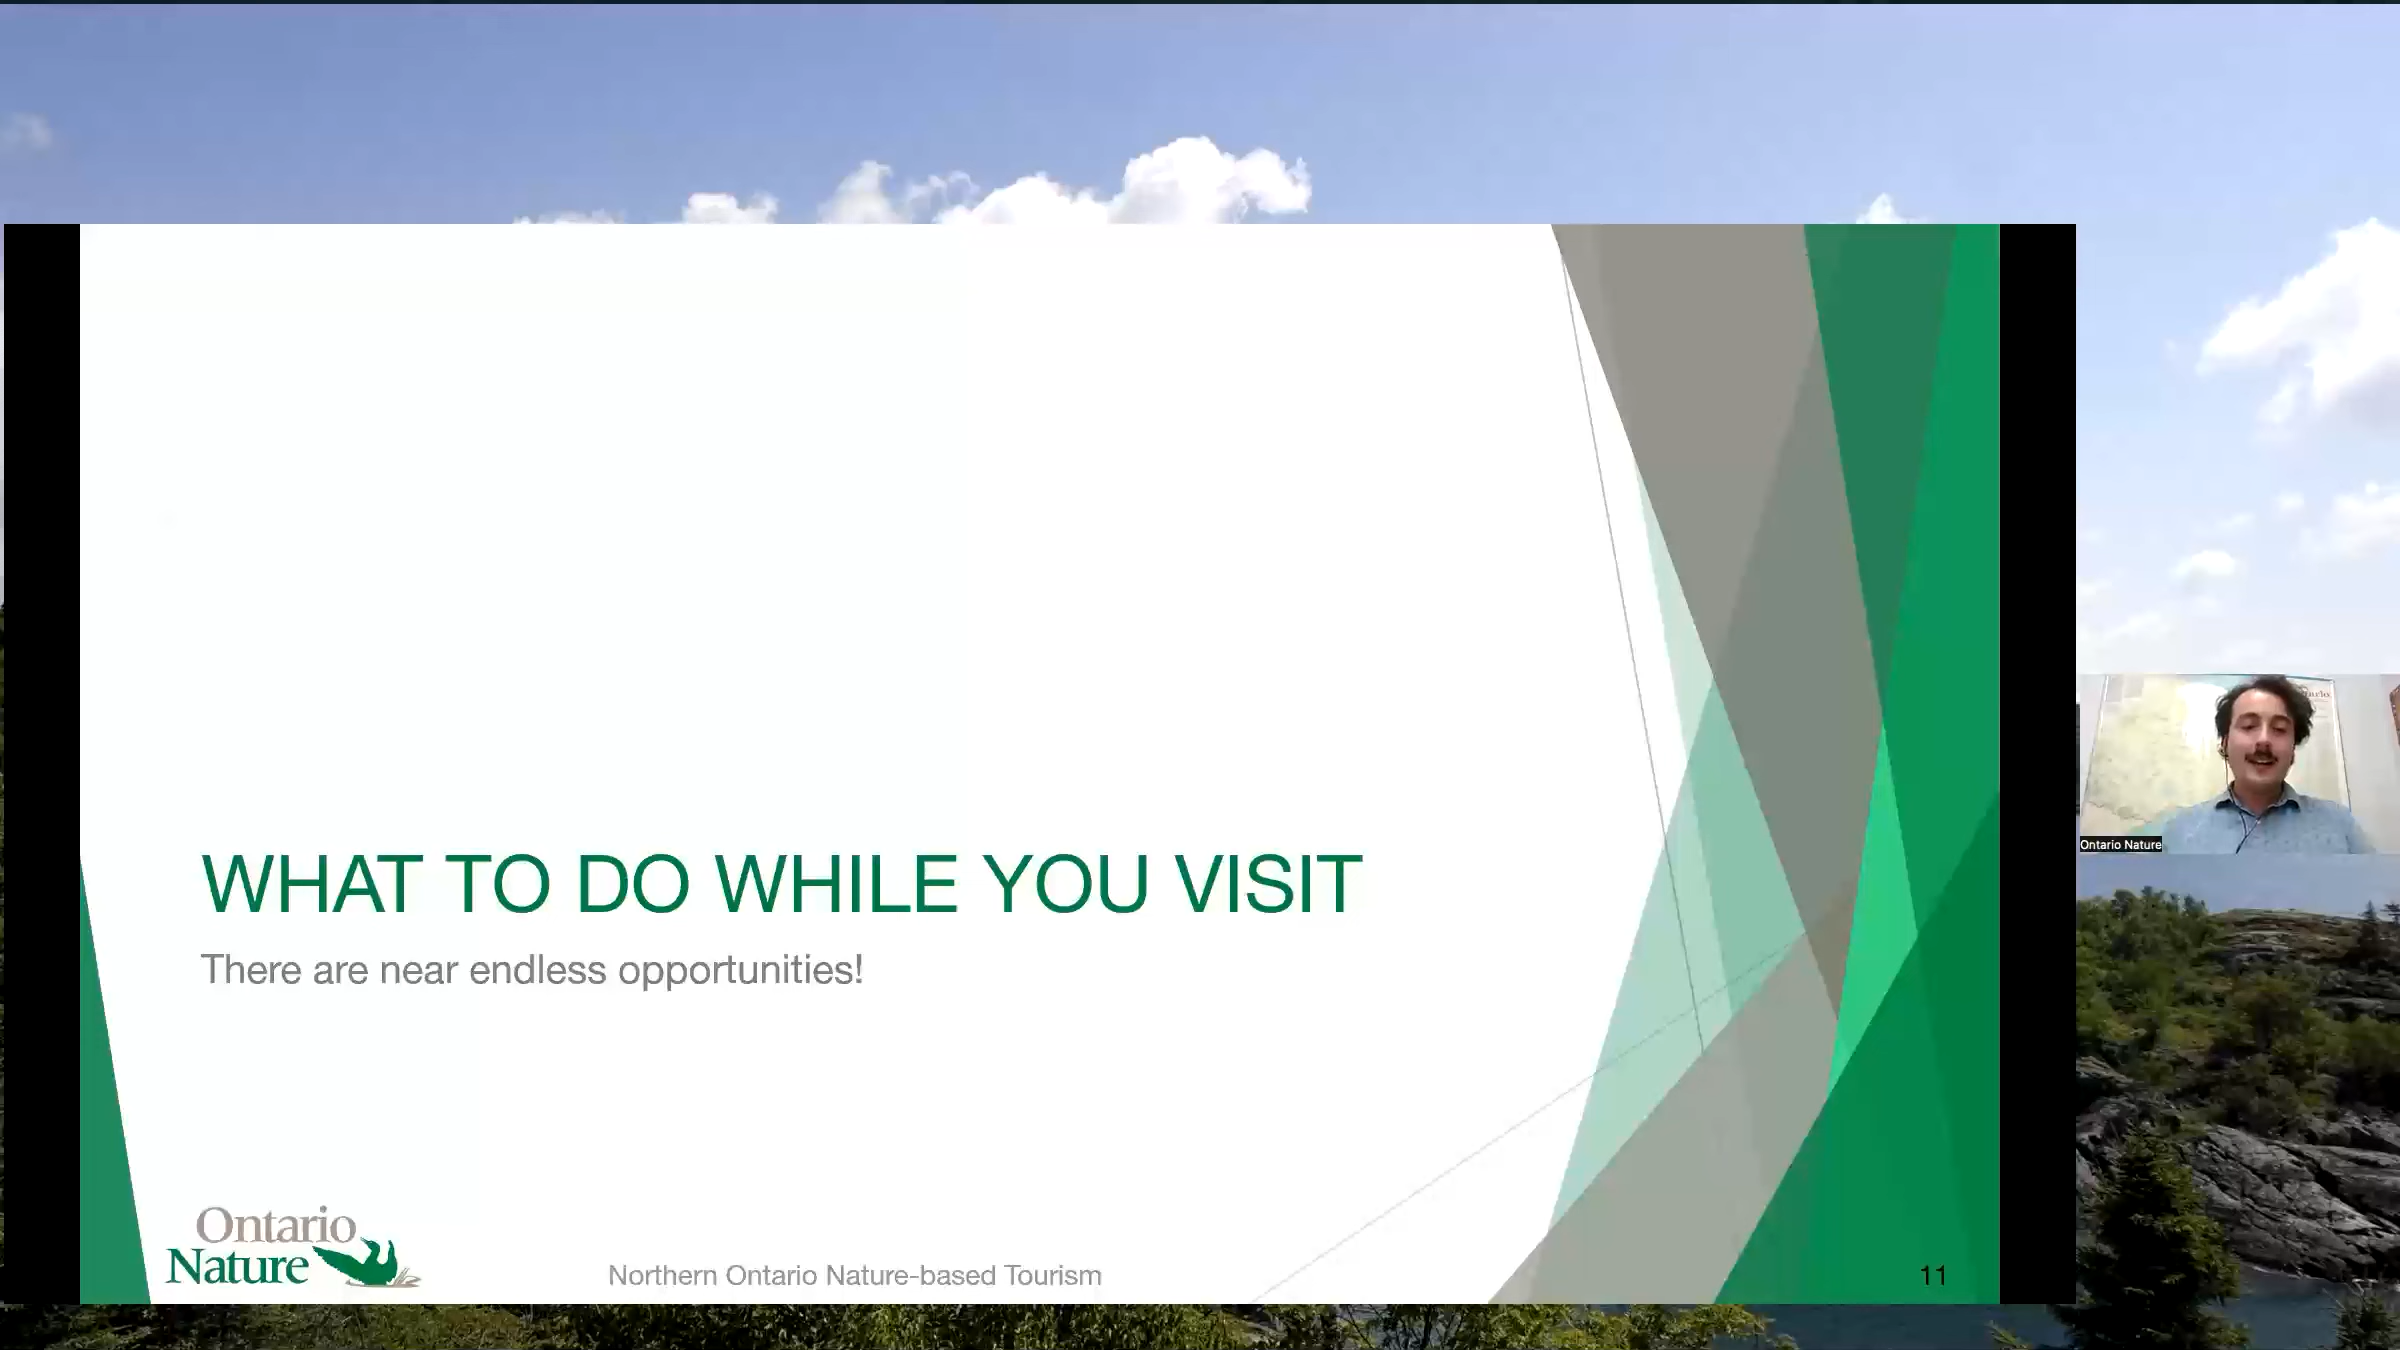 WHAT TO DO WHILE YOU VISIT
There are near endless opportunities!
Ontario
Nature
Northern Ontario Nature-based Tourism
11
Ontario Nature